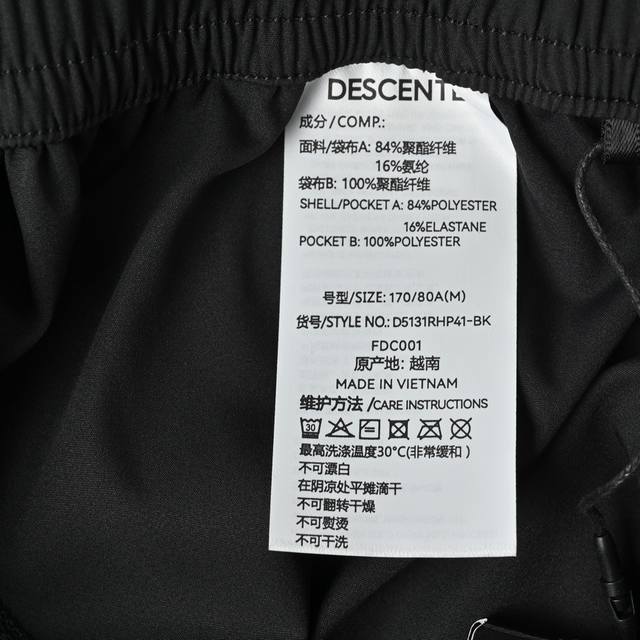 DESCENTE
成分/COMP.:
面料/袋布A: 84%聚酯纤维
16%氨纶
袋布B: 100%聚酯纤维
SHELL/POCKET A: 84%POLYESTER
16%ELASTANE
POCKET B: 100%POLYESTER
号型/SIZE: 170/80A(M)
货号/STYLE NO.: D5131RHP41-BK
FDC001
原产地: 越南
MADE IN VIETNAM
维护方法 /CARE INSTRUCTIONS
30
最高洗涤温度30℃(非常缓和)
不可漂白
在阴凉处平摊滴干
不可翻转干燥
不可熨烫
不可干洗